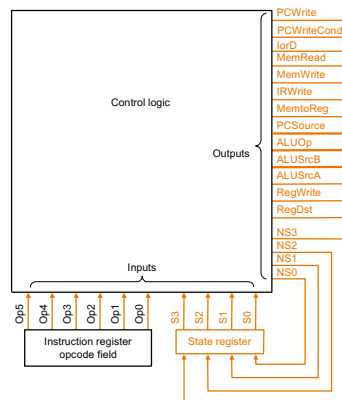 PCWrite
PCWriteCond
IorD
MemRead
MemWrite
Control logic
IRWrite
MemtoReg
PCSource
ALUOp
Outputs
ALUSrcB
ALUSrcA
RegWrite
RegDst
NS3
NS2
NS1
NS0
Inputs
Op5
Op4
Op3
Op2
Op1
Op0
S3
S2
S1
S0
Instruction register
opcode field
State register